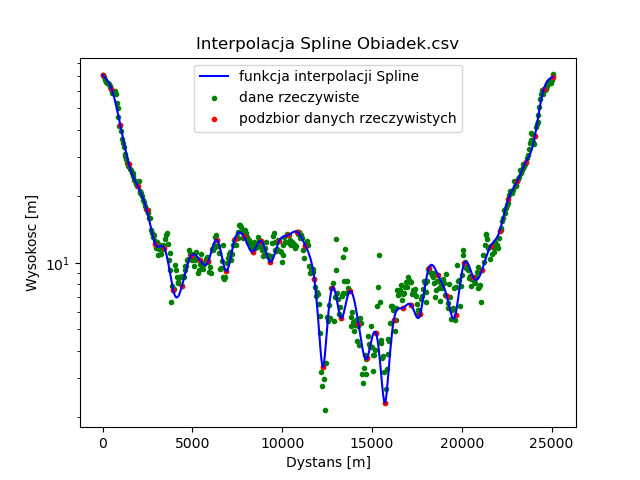 Interpolacja Spline Obiadek.csv
funkcja interpolacji Spline
dane rzeczywiste
podzbior danych rzeczywistych
Wysokosc [m]
10¹
0 5000 10000 15000 20000 25000
Dystans [m]